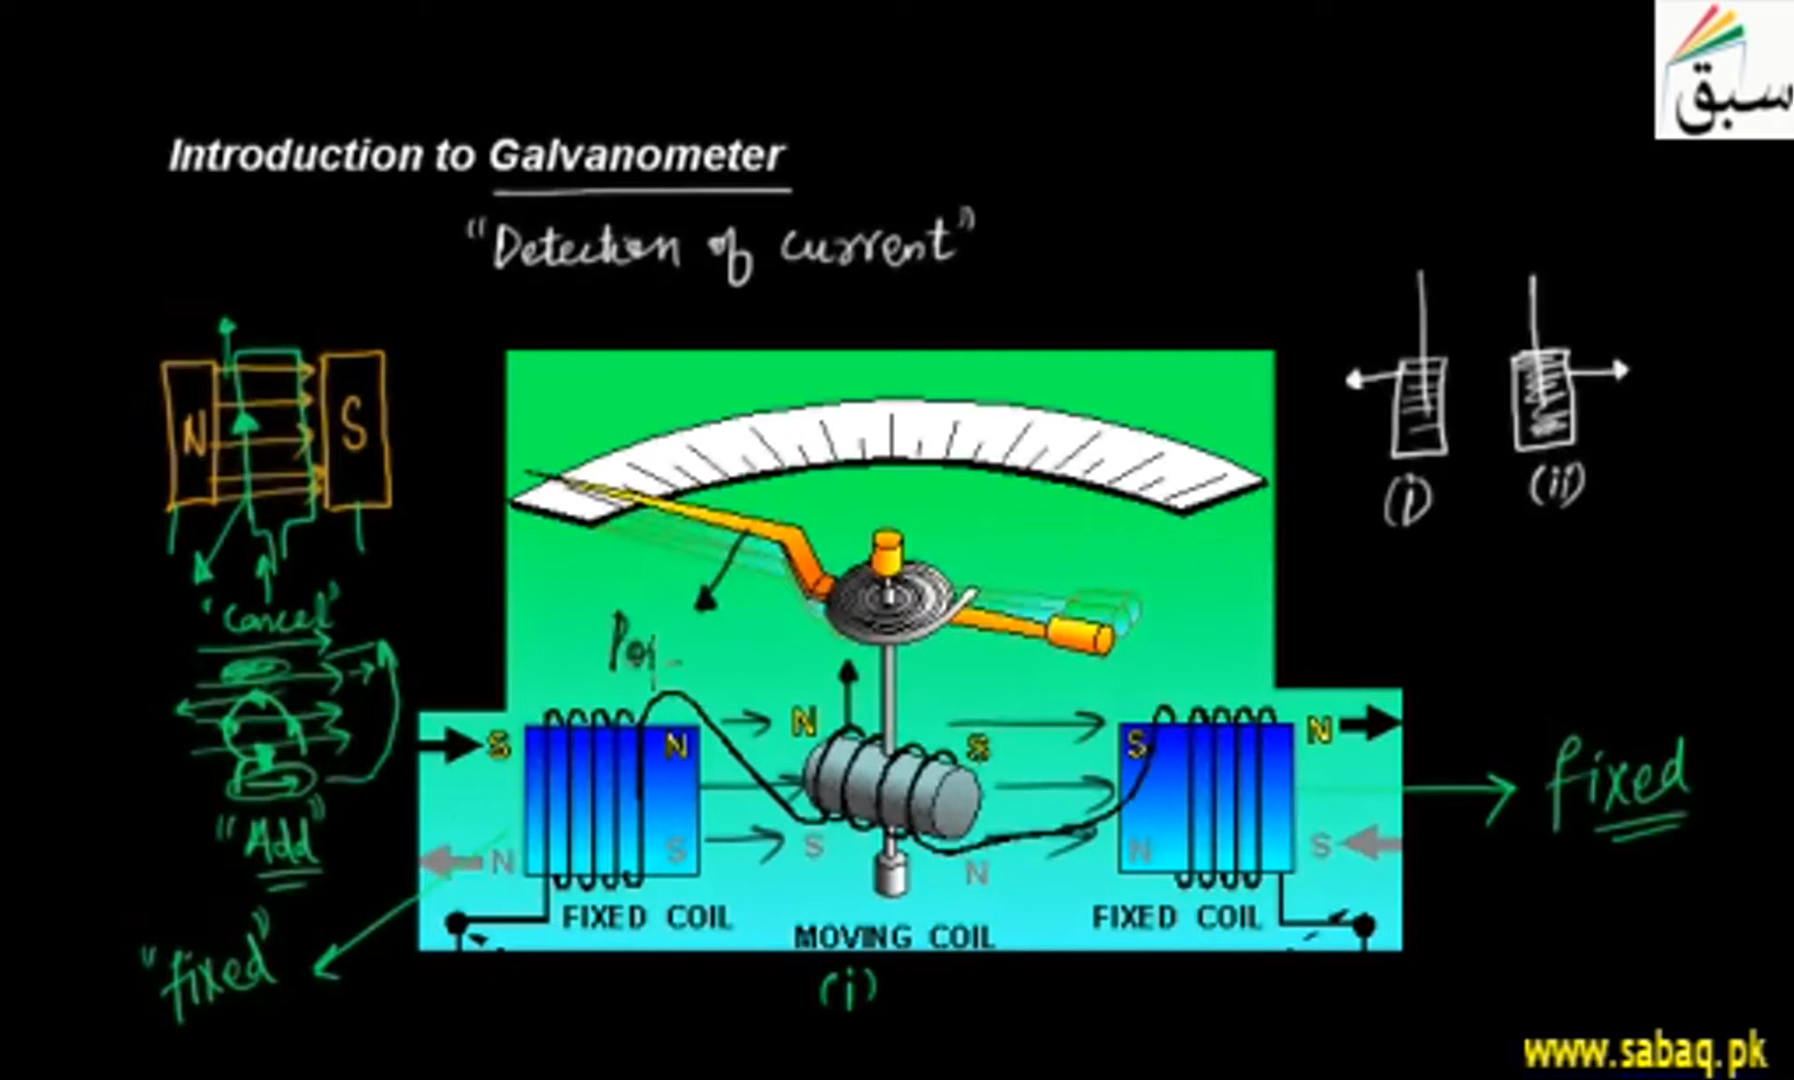 سبق
Introduction to Galvanometer
"Detection of current"
N S
(i) (ii)
"Cancel"
N S
S N S N
"Add"
N S S N N S
FIXED COIL FIXED COIL
MOVING COIL
fixed
"fixed"
(i)
www.sabaq.pk